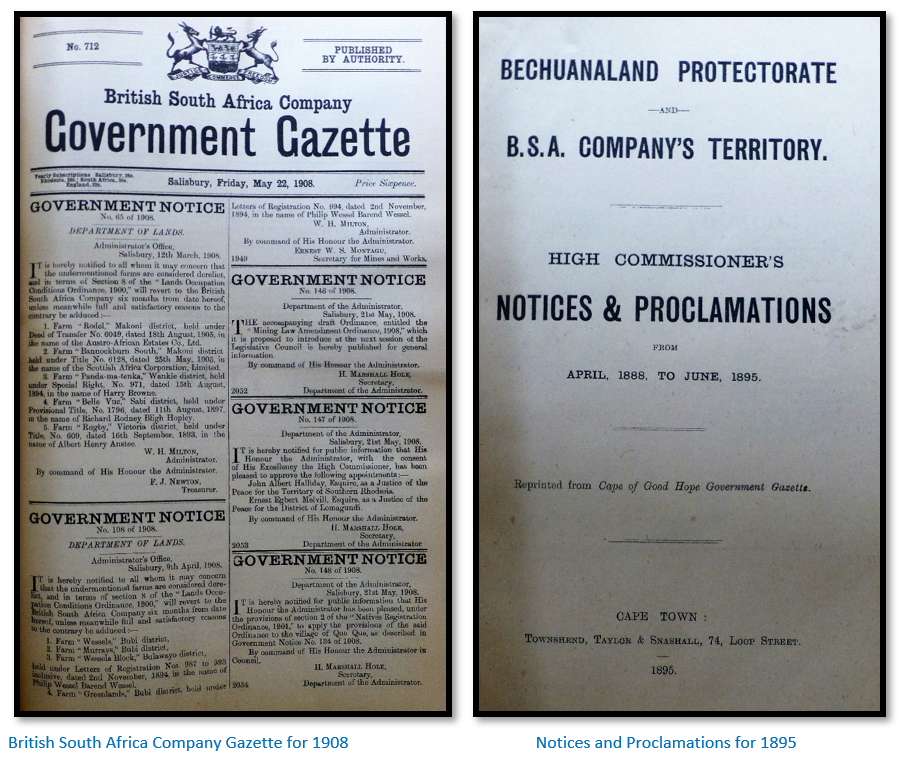 No. 712
PUBLISHED
BY AUTHORITY.
British South Africa Company
Government Gazette
Yearly Subscriptions Salisbury,
Rhodesia, South Africa,
England,
Salisbury, Friday, May 22, 1908.
Price Sixpence.
GOVERNMENT NOTICE
No. 65 of 1908.
DEPARTMENT OF LANDS.
Administrator's Office,
Salisbury, 12th March, 1908.
IT is hereby notified to all whom it may concern that
the undermentioned farms are considered derelict,
and in terms of Section 8 of the "Lands Occupation
Conditions Ordinance, 1900," will revert to the British
South Africa Company six months from date hereof,
unless meanwhile full and satisfactory reasons to the
contrary be adduced:—
1. Farm "Rodel," Makoni district, held under
Deed of Transfer No. 6049, dated 18th August, 1905, in
the name of the Austro-African Estates Co., Ltd.
2. Farm "Bannockburn South," Makoni district
held under Title No. 6128, dated 25th May, 1905, in
the name of the Scottish Africa Corporation, Limited.
3. Farm "Panda-ma-tenka," Wankie district, held
under Special Right, No. 971, dated 15th August,
1894, in the name of Harry Browne.
4. Farm "Belle Vue," Sabi district, held under
Provisional Title, No. 1796, dated 11th August, 1897,
in the name of Richard Rodney Bligh Hopley.
5. Farm "Rugby," Victoria district, held under
Title, No. 609, dated 16th September, 1893, in the
name of Albert Henry Anstee.
W. H. MILTON,
Administrator.
By command of His Honour the Administrator.
F. J. NEWTON,
Treasurer.
GOVERNMENT NOTICE
No. 108 of 1908.
DEPARTMENT OF LANDS.
Administrator's Office,
Salisbury, 9th April, 1908.
IT is hereby notified to all whom it may concern
that the undermentioned farms are considered dere-
lict, and in terms of section 8 of the "Lands Occu-
pation Conditions Ordinance, 1900," will revert to the
British South Africa Company six months from date
hereof, unless meanwhile full and satisfactory reasons
to the contrary be adduced:—
1. Farm "Wessels," Bubi district,
2. Farm "Murrays," Bubi district,
3. Farm "Wessels Block," Bulawayo district,
held under Letters of Registration Nos. 987 to 993
inclusive, dated 2nd November, 1894, in the name of
Philip Wessel Barend Wessel.
4. Farm "Greenlands," Bubi district, held under
Letters of Registration No. 994, dated 2nd November,
1894, in the name of Philip Wessel Barend Wessel.
W. H. MILTON,
Administrator.
By command of His Honour the Administrator.
ERNEST W. S. MONTAGU,
1949 Secretary for Mines and Works.
GOVERNMENT NOTICE
No. 146 of 1908.
Department of the Administrator,
Salisbury, 21st May, 1908.
THE accompanying draft Ordinance, entitled the
"Mining Law Amendment Ordinance, 1908," which
it is proposed to introduce at the next session of the
Legislative Council is hereby published for general
information.
By command of His Honour the Administrator.
H. MARSHALL HOLE,
Secretary,
2052 Department of the Administrator.
GOVERNMENT NOTICE
No. 147 of 1908.
Department of the Administrator,
Salisbury, 21st May, 1908.
IT is hereby notified for public information that His
Honour the Administrator, with the consent
of His Excellency the High Commissioner, has been
pleased to approve the following appointments:—
John Albert Halliday, Esquire, as a Justice of the
Peace for the Territory of Southern Rhodesia.
Ernest Egbert Melvill, Esquire, as a Justice of the
Peace for the District of Lomagundi.
By command of His Honour the Administrator.
H. MARSHALL HOLE,
Secretary,
2053 Department of the Administrator
GOVERNMENT NOTICE
No. 148 of 1908.
Department of the Administrator,
Salisbury, 21st May, 1908.
IT is hereby notified for public information that His
Honour the Administrator has been pleased, under
the provisions of section 2 of the "Natives Registration
Ordinance, 1901," to apply the provisions of the said
Ordinance to the village of Que Que, as described in
Government Notice No. 134 of 1908.
By command of His Honour the Administrator in
Council.
H. MARSHALL HOLE,
Secretary,
2054 Department of the Administrator.
BECHUANALAND PROTECTORATE
—AND—
B.S.A. COMPANY'S TERRITORY.
HIGH COMMISSIONER'S
NOTICES & PROCLAMATIONS
FROM
APRIL, 1888, TO JUNE, 1895.
Reprinted from Cape of Good Hope Government Gazette.
CAPE TOWN :
TOWNSHEND, TAYLOR & SNASHALL, 74, LOOP STREET.
1895.
British South Africa Company Gazette for 1908
Notices and Proclamations for 1895